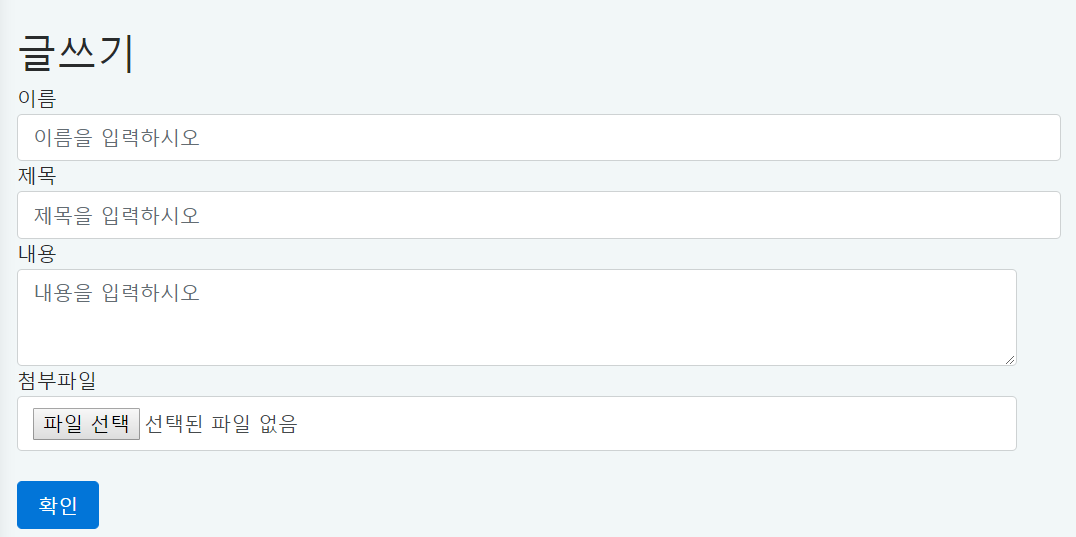 글쓰기
이름
이름을 입력하시오
제목
제목을 입력하시오
내용
내용을 입력하시오
첨부파일
파일 선택 선택된 파일 없음
확인